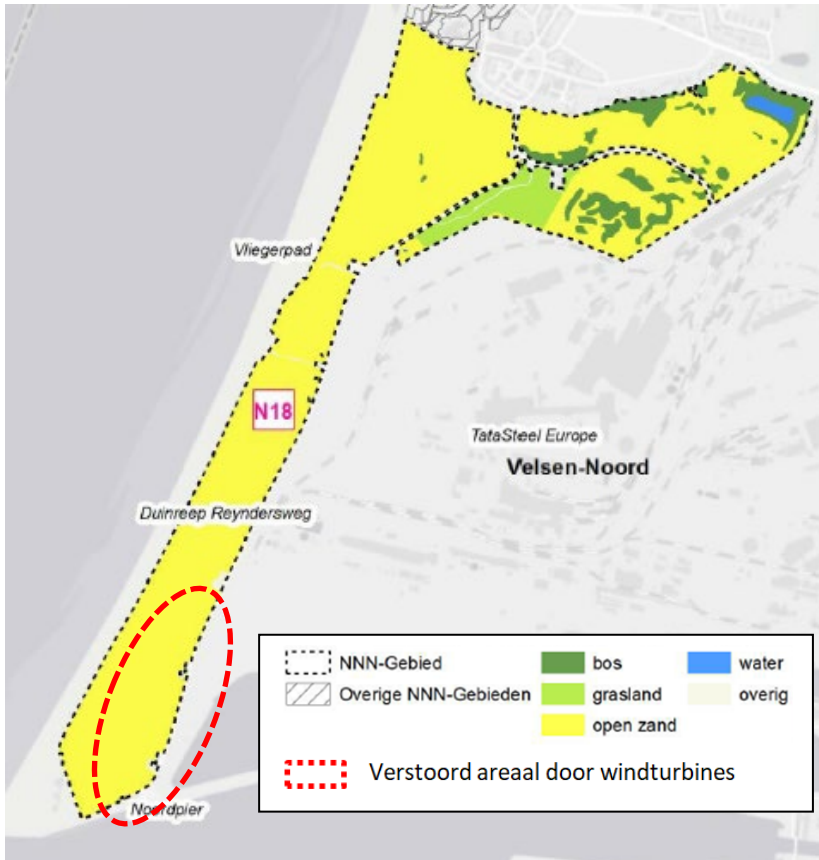 Vliegerpad
N18
TataSteel Europe
Velsen-Noord
Duinreep Reyndersweg
NNN-Gebied
Overige NNN-Gebieden
bos
grasland
open zand
water
overig
Verstoord areaal door windturbines
Noordpier